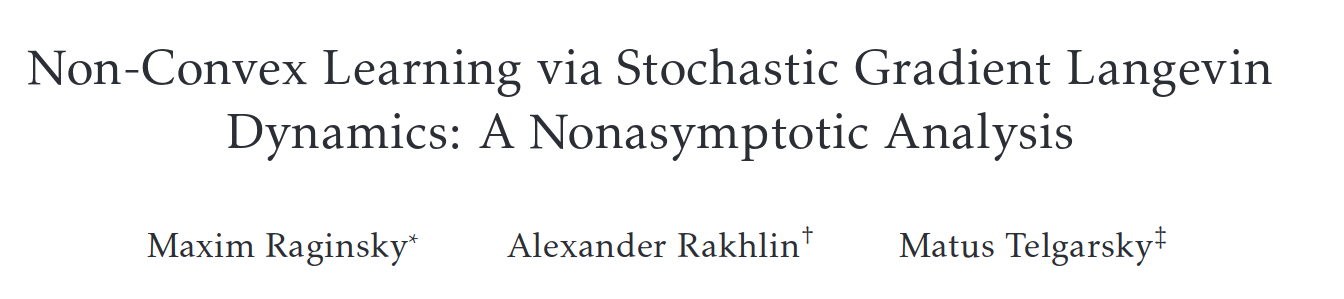 Non-Convex Learning via Stochastic Gradient Langevin
Dynamics: A Nonasymptotic Analysis
Maxim Raginsky* Alexander Rakhlin† Matus Telgarsky‡